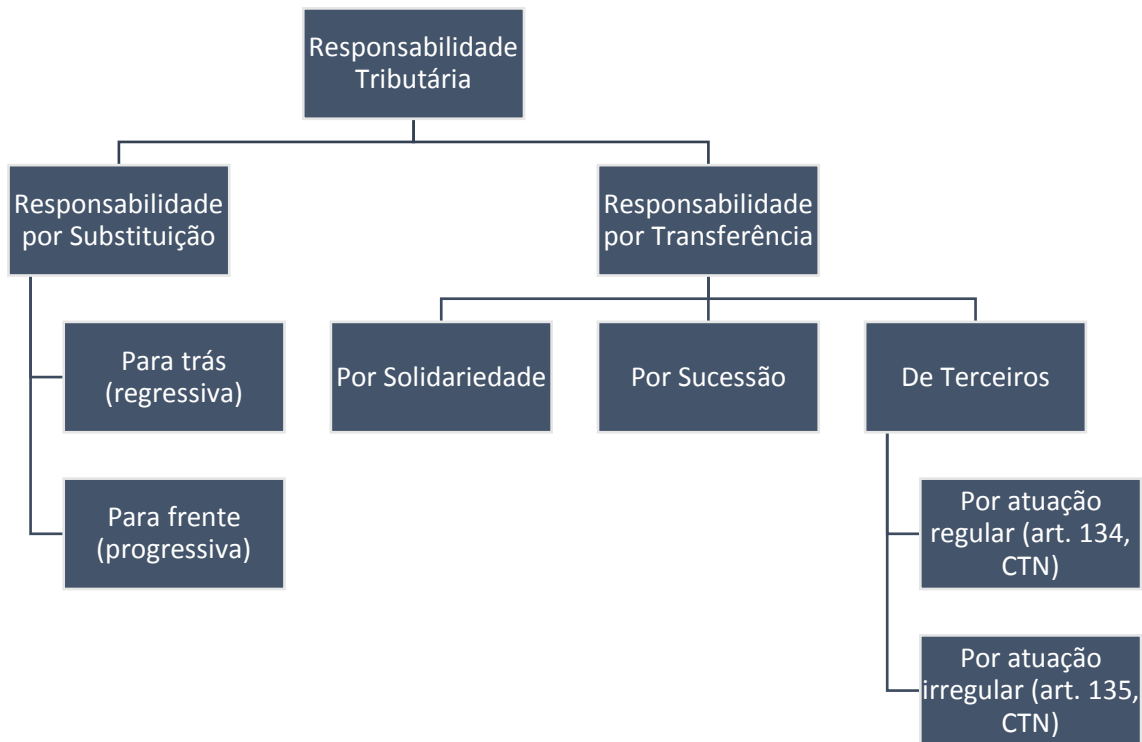 Responsabilidade
Tributária
Responsabilidade
por Substituição
Responsabilidade
por Transferência
Para trás
(regressiva)
Por Solidariedade
Por Sucessão
De Terceiros
Para frente
(progressiva)
Por atuação
regular (art. 134,
CTN)
Por atuação
irregular (art. 135,
CTN)